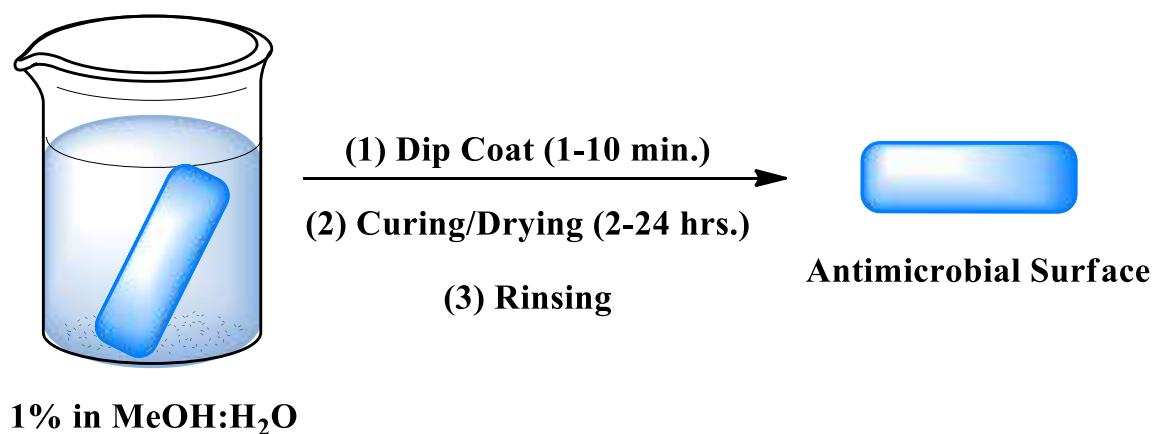 (1) Dip Coat (1-10 min.)
(2) Curing/Drying (2-24 hrs.)
(3) Rinsing
Antimicrobial Surface
1% in MeOH:H₂O